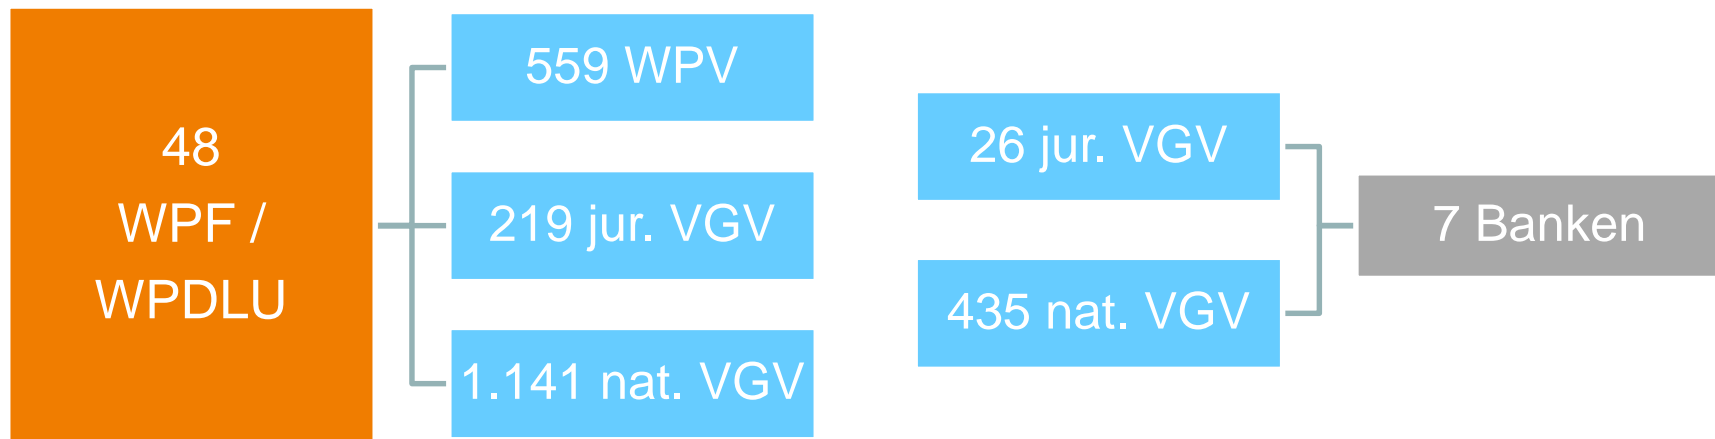 48
WPF /
WPDLU
559 WPV
219 jur. VGV
1.141 nat. VGV
26 jur. VGV
435 nat. VGV
7 Banken